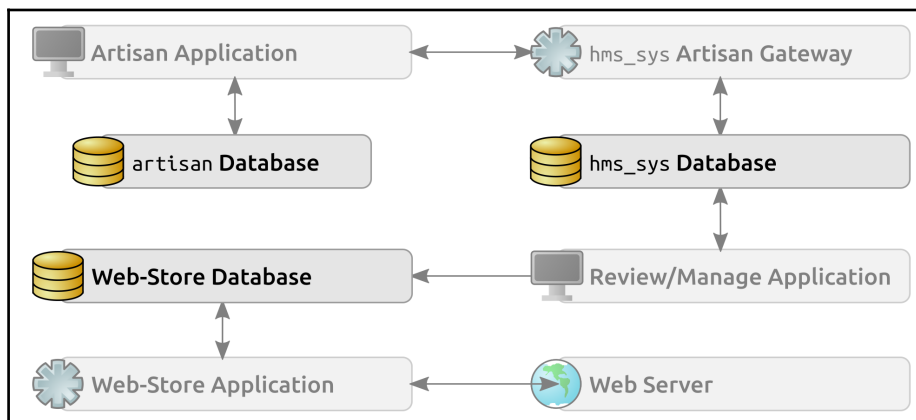 Artisan Application
hms_sys Artisan Gateway
artisan Database
hms_sys Database
Web-Store Database
Review/Manage Application
Web-Store Application
Web Server